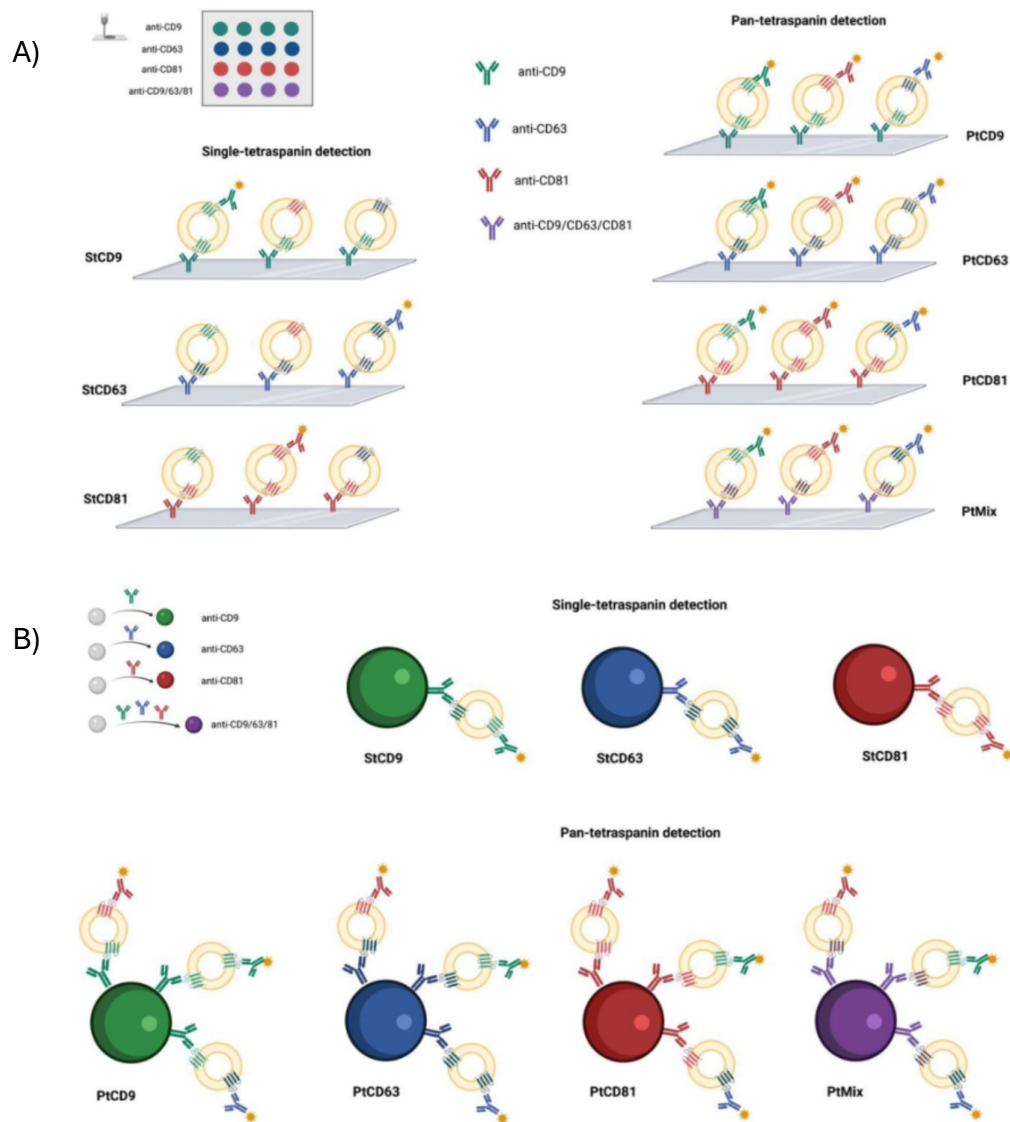 A)
anti-CD9
anti-CD63
anti-CD81
anti-CD9/63/81
Single-tetraspanin detection
StCD9
StCD63
StCD81
anti-CD9
anti-CD63
anti-CD81
anti-CD9/CD63/CD81
Pan-tetraspanin detection
PtCD9
PtCD63
PtCD81
PtMix
B)
anti-CD9
anti-CD63
anti-CD81
anti-CD9/63/81
Single-tetraspanin detection
StCD9
StCD63
StCD81
Pan-tetraspanin detection
PtCD9
PtCD63
PtCD81
PtMix